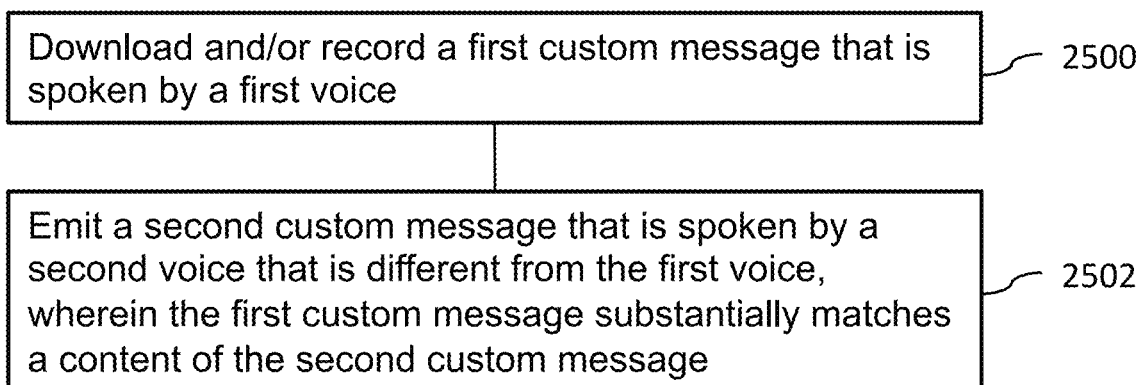 Download and/or record a first custom message that is
spoken by a first voice
2500
Emit a second custom message that is spoken by a
second voice that is different from the first voice,
wherein the first custom message substantially matches
a content of the second custom message
2502